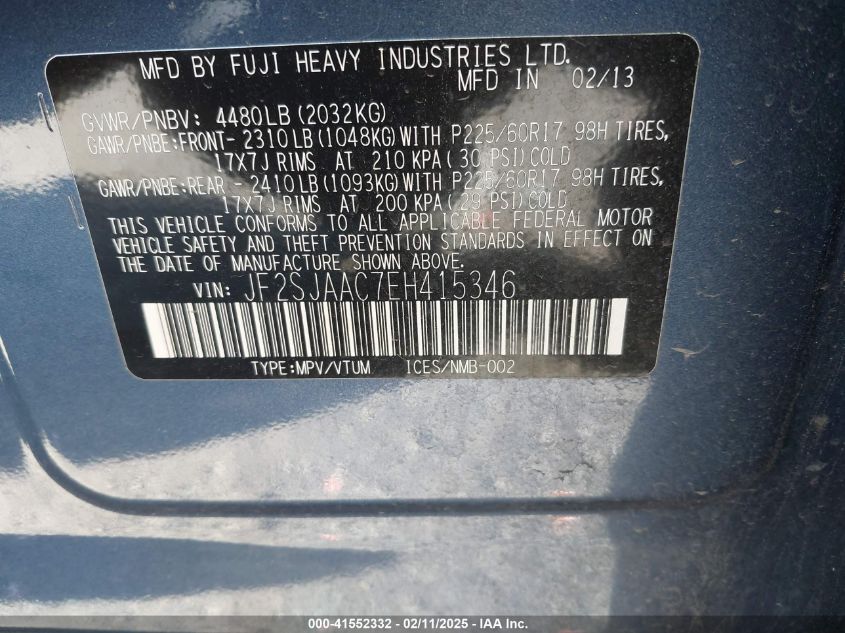 MFD BY FUJI HEAVY INDUSTRIES LTD.
MFD IN 02/13
GVWR/PNBV: 4480LB(2032KG)
GAWR/PNBE:FRONT- 2310LB(1048KG)WITH P225/60R17 98H TIRES,
17X7J RIMS AT 210 KPA(30 PSI)COLD
GAWR/PNBE:REAR - 2410LB(1093KG)WITH P225/60R17 98H TIRES,
17X7J RIMS AT 200 KPA(29 PSI)COLD
THIS VEHICLE CONFORMS TO ALL APPLICABLE FEDERAL MOTOR
VEHICLE SAFETY AND THEFT PREVENTION STANDARDS IN EFFECT ON
THE DATE OF MANUFACTURE SHOWN ABOVE.
VIN: JF2SJAAC7EH415346
TYPE:MPV/VTUM ICES/NMB-002
000-41552332 - 02/11/2025 - IAA Inc.